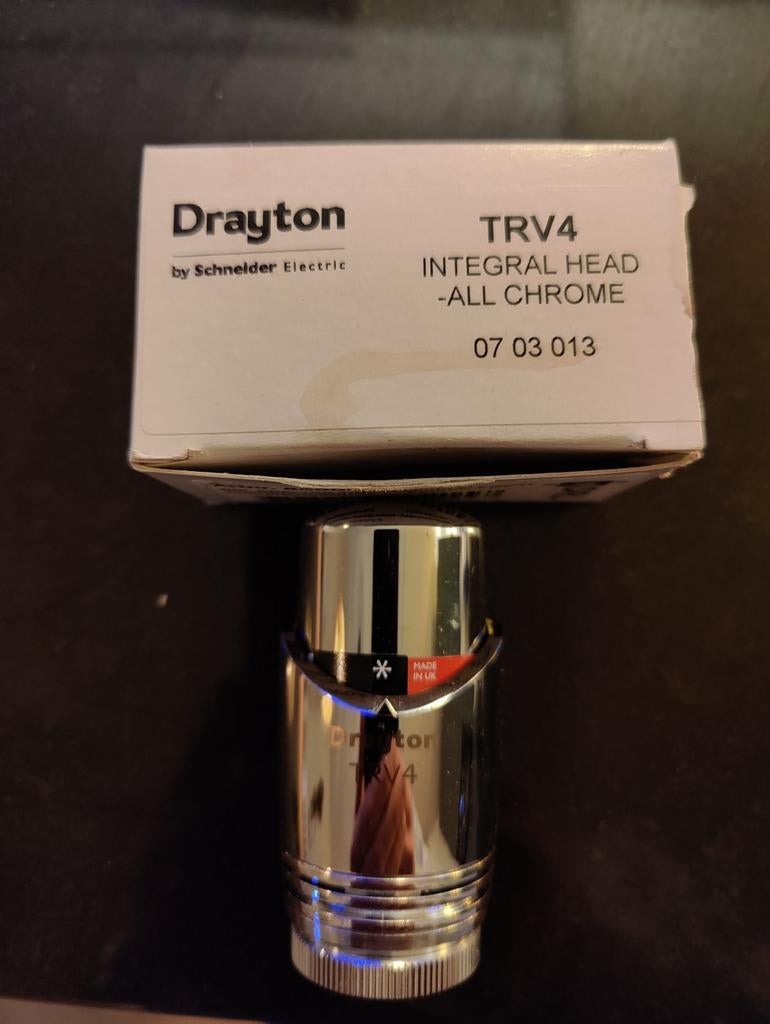 Drayton
by Schneider Electric
TRV4
INTEGRAL HEAD
-ALL CHROME
07 03 013
*
MADE
IN UK
Drayton
TRV4